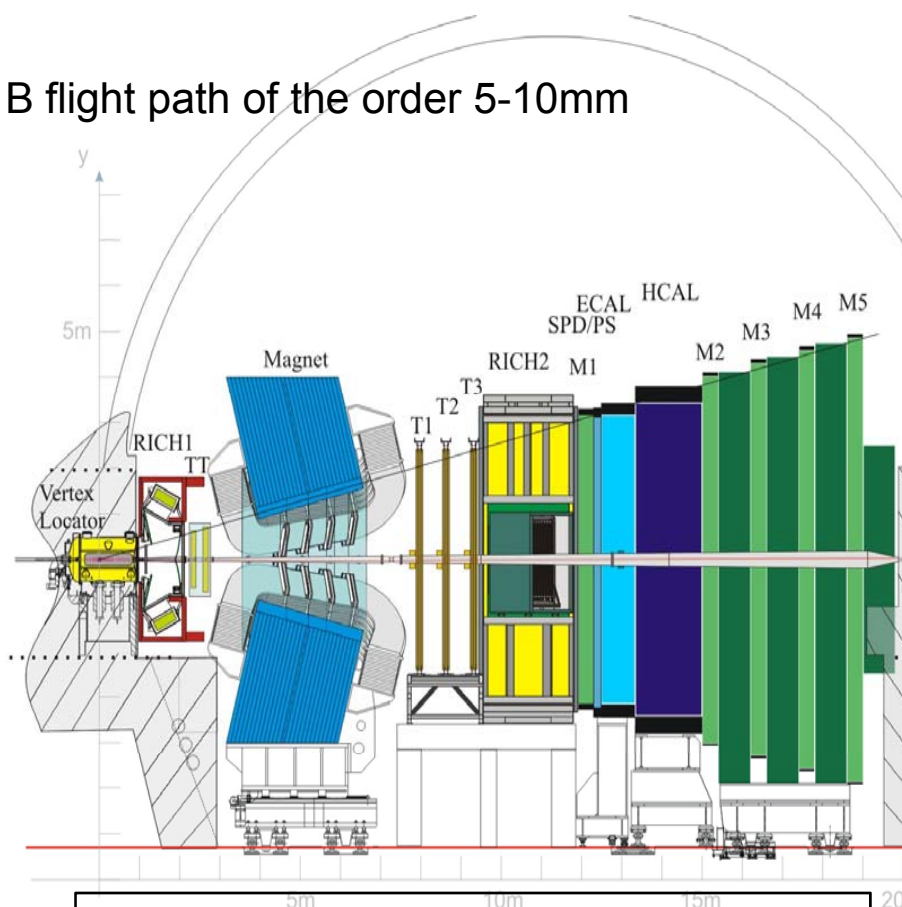 B flight path of the order 5-10mm
y
5m
ECAL HCAL
SPD/PS
M1
M2
M3
M4
M5
Magnet
RICH2
T3
T2
T1
RICH1
TT
Vertex
Locator
5m
10m
15m
20